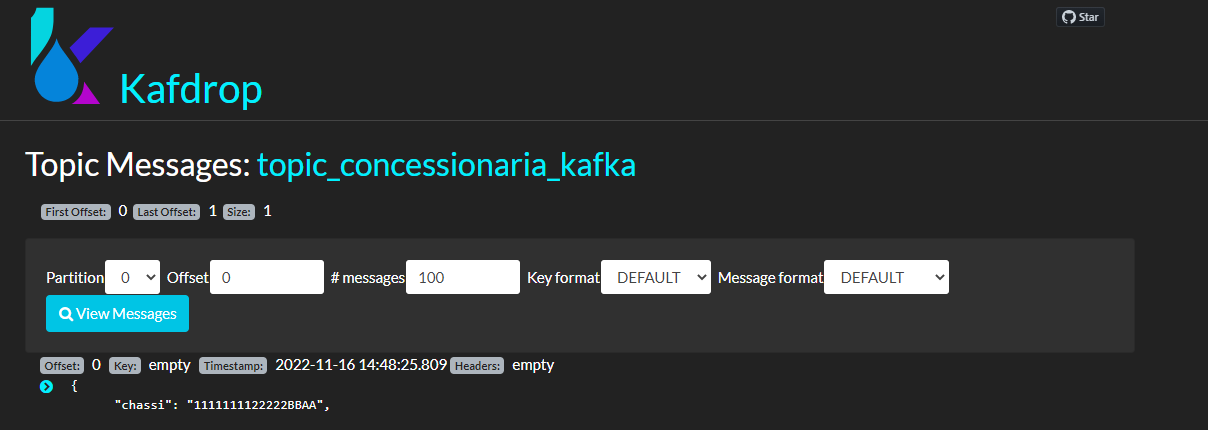 Star
Kafdrop
Topic Messages: topic_concessionaria_kafka
First Offset: 0 Last Offset: 1 Size: 1
Partition 0 Offset 0 # messages 100 Key format DEFAULT Message format DEFAULT
View Messages
Offset: 0 Key: empty Timestamp: 2022-11-16 14:48:25.809 Headers: empty
{
"chassi": "1111111122222BBAA",